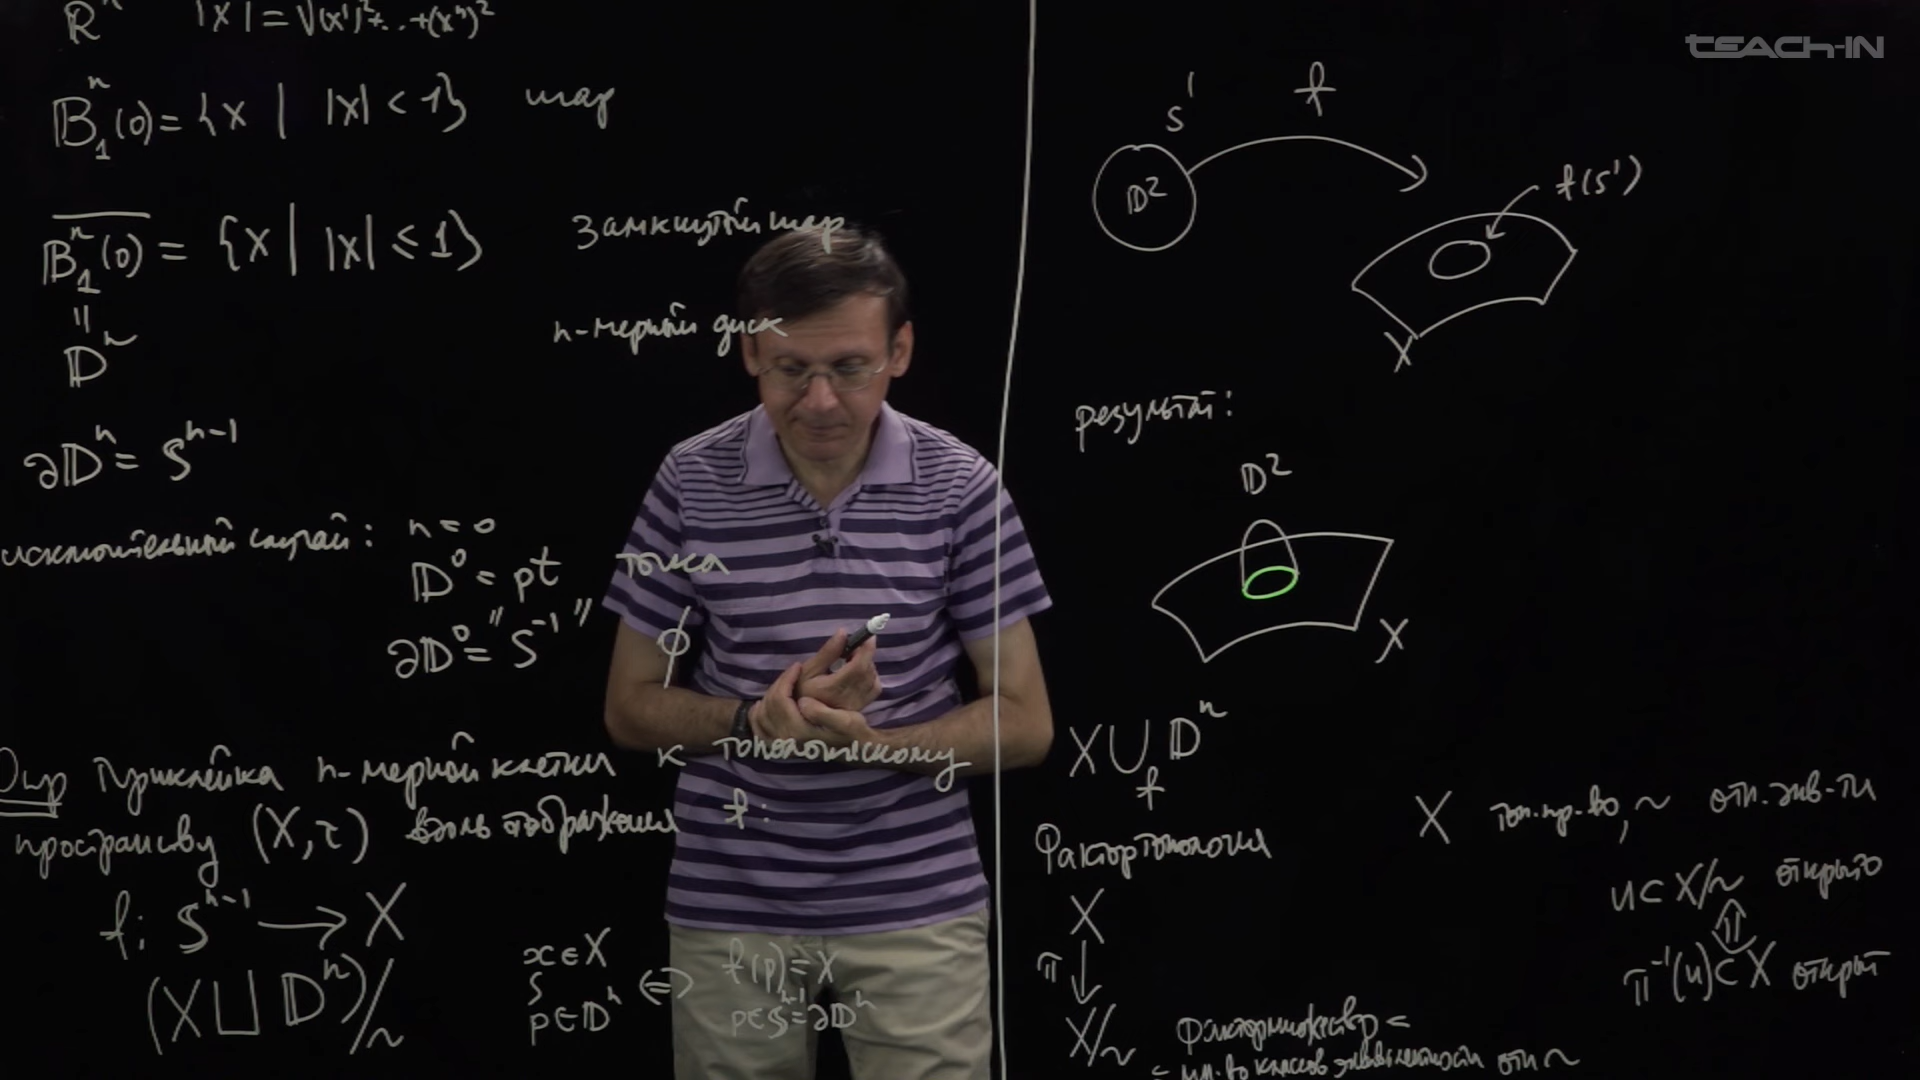 ℝⁿ |x| = √(x¹)²+...+(xⁿ)²
𝔹₁ⁿ(0) = {x | |x| < 1} шар
𝔹₁ⁿ(0) = {x | |x| ≤ 1} замкнутый шар
||
𝔻ⁿ n-мерный диск
∂𝔻ⁿ = Sⁿ⁻¹
исключительный случай: n = 0
𝔻⁰ = pt точка
∂𝔻⁰ = "S⁻¹" ∅
Опр Приклейка n-мерной клетки к топологическому
пространству (X, τ) вдоль отображения f:
f: Sⁿ⁻¹ → X
(X ⊔ 𝔻ⁿ)/~
x ∈ X
~
p ∈ 𝔻ⁿ
⇔
f(p) = x
p ∈ Sⁿ⁻¹ = ∂𝔻ⁿ
S¹ f
𝔻²
f(S¹)
X
результат:
𝔻²
X
X ∪_f 𝔻ⁿ
Фактортопология
X топ. пр-во, ~ отн. экв-ти
X
π ↓
X/~
U ⊂ X/~ открыто
⇕
π⁻¹(U) ⊂ X открыт
Фактормножество =
= мн-во классов эквивалентности отн ~
TEACH-IN